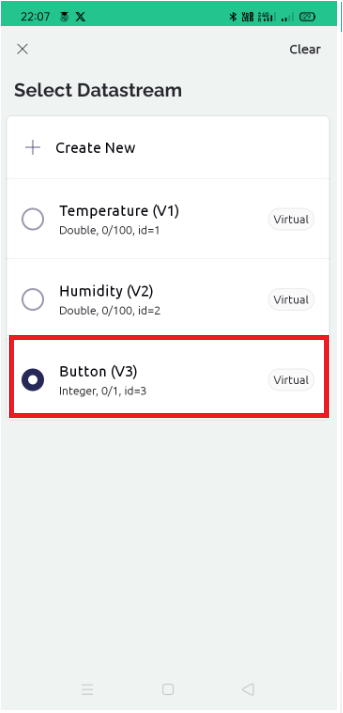 22:07
Clear
Select Datastream
Create New
Temperature (V1)
Double, 0/100, id=1
Virtual
Humidity (V2)
Double, 0/100, id=2
Virtual
Button (V3)
Integer, 0/1, id=3
Virtual